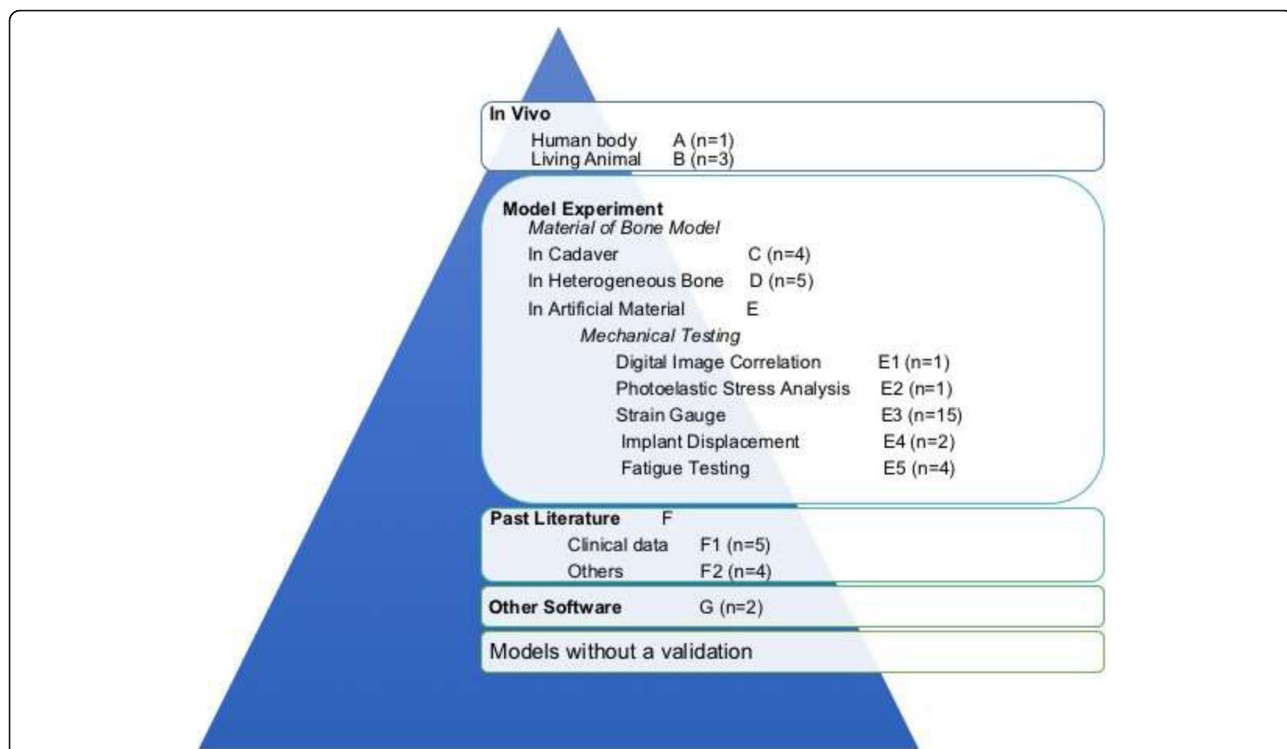 In Vivo
Human body A (n=1)
Living Animal B (n=3)
Model Experiment
Material of Bone Model
In Cadaver C (n=4)
In Heterogeneous Bone D (n=5)
In Artificial Material E
Mechanical Testing
Digital Image Correlation E1 (n=1)
Photoelastic Stress Analysis E2 (n=1)
Strain Gauge E3 (n=15)
Implant Displacement E4 (n=2)
Fatigue Testing E5 (n=4)
Past Literature F
Clinical data F1 (n=5)
Others F2 (n=4)
Other Software G (n=2)
Models without a validation